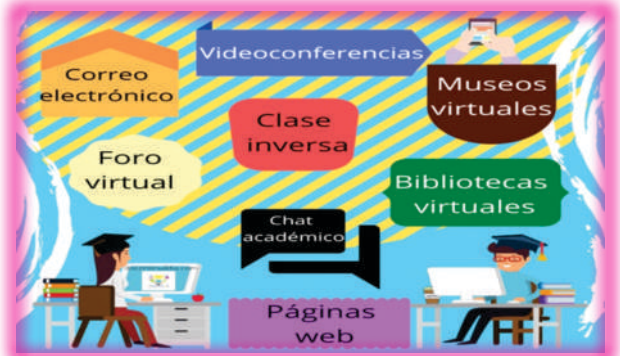 Videoconferencias
Correo
electrónico
Museos
virtuales
Clase
inversa
Foro
virtual
Bibliotecas
virtuales
Chat
académico
Páginas
web